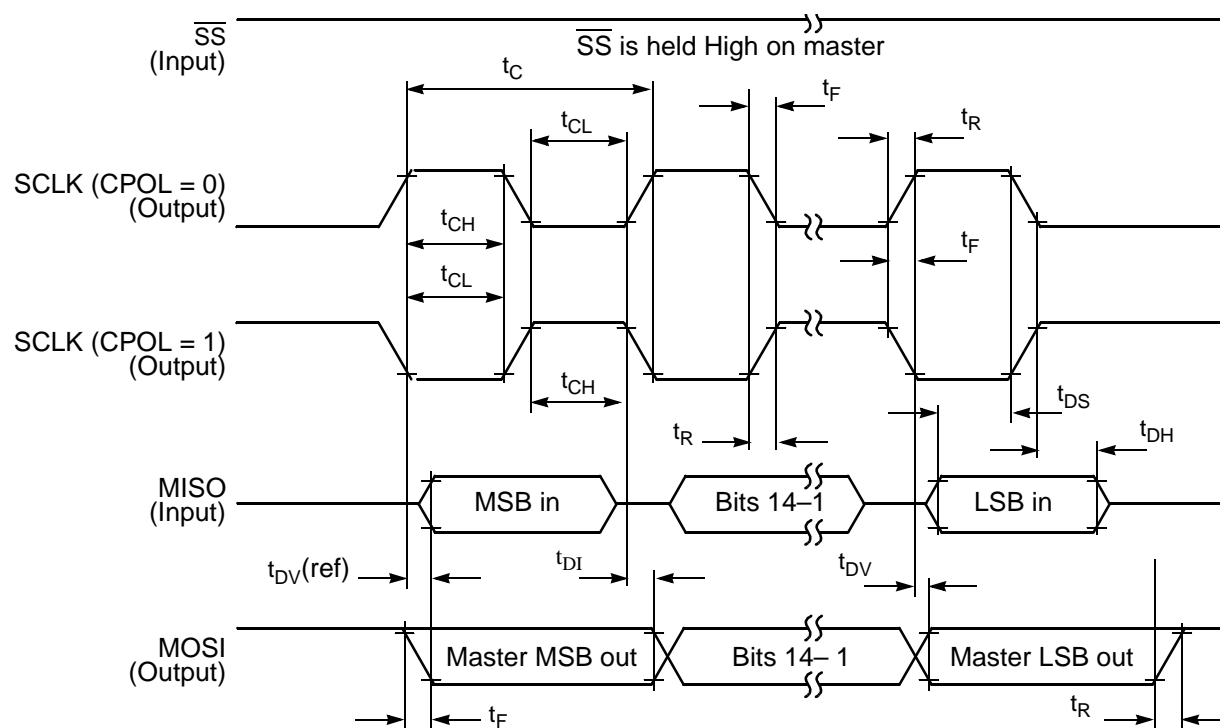 SS
(Input)
SS is held High on master
tC
tF
tCL
tR
SCLK (CPOL = 0)
(Output)
tCH
tF
tCL
SCLK (CPOL = 1)
(Output)
tCH
tDS
tR
tDH
MISO
(Input)
MSB in
Bits 14–1
LSB in
tDV(ref)
tDI
tDV
MOSI
(Output)
Master MSB out
Bits 14– 1
Master LSB out
tF
tR